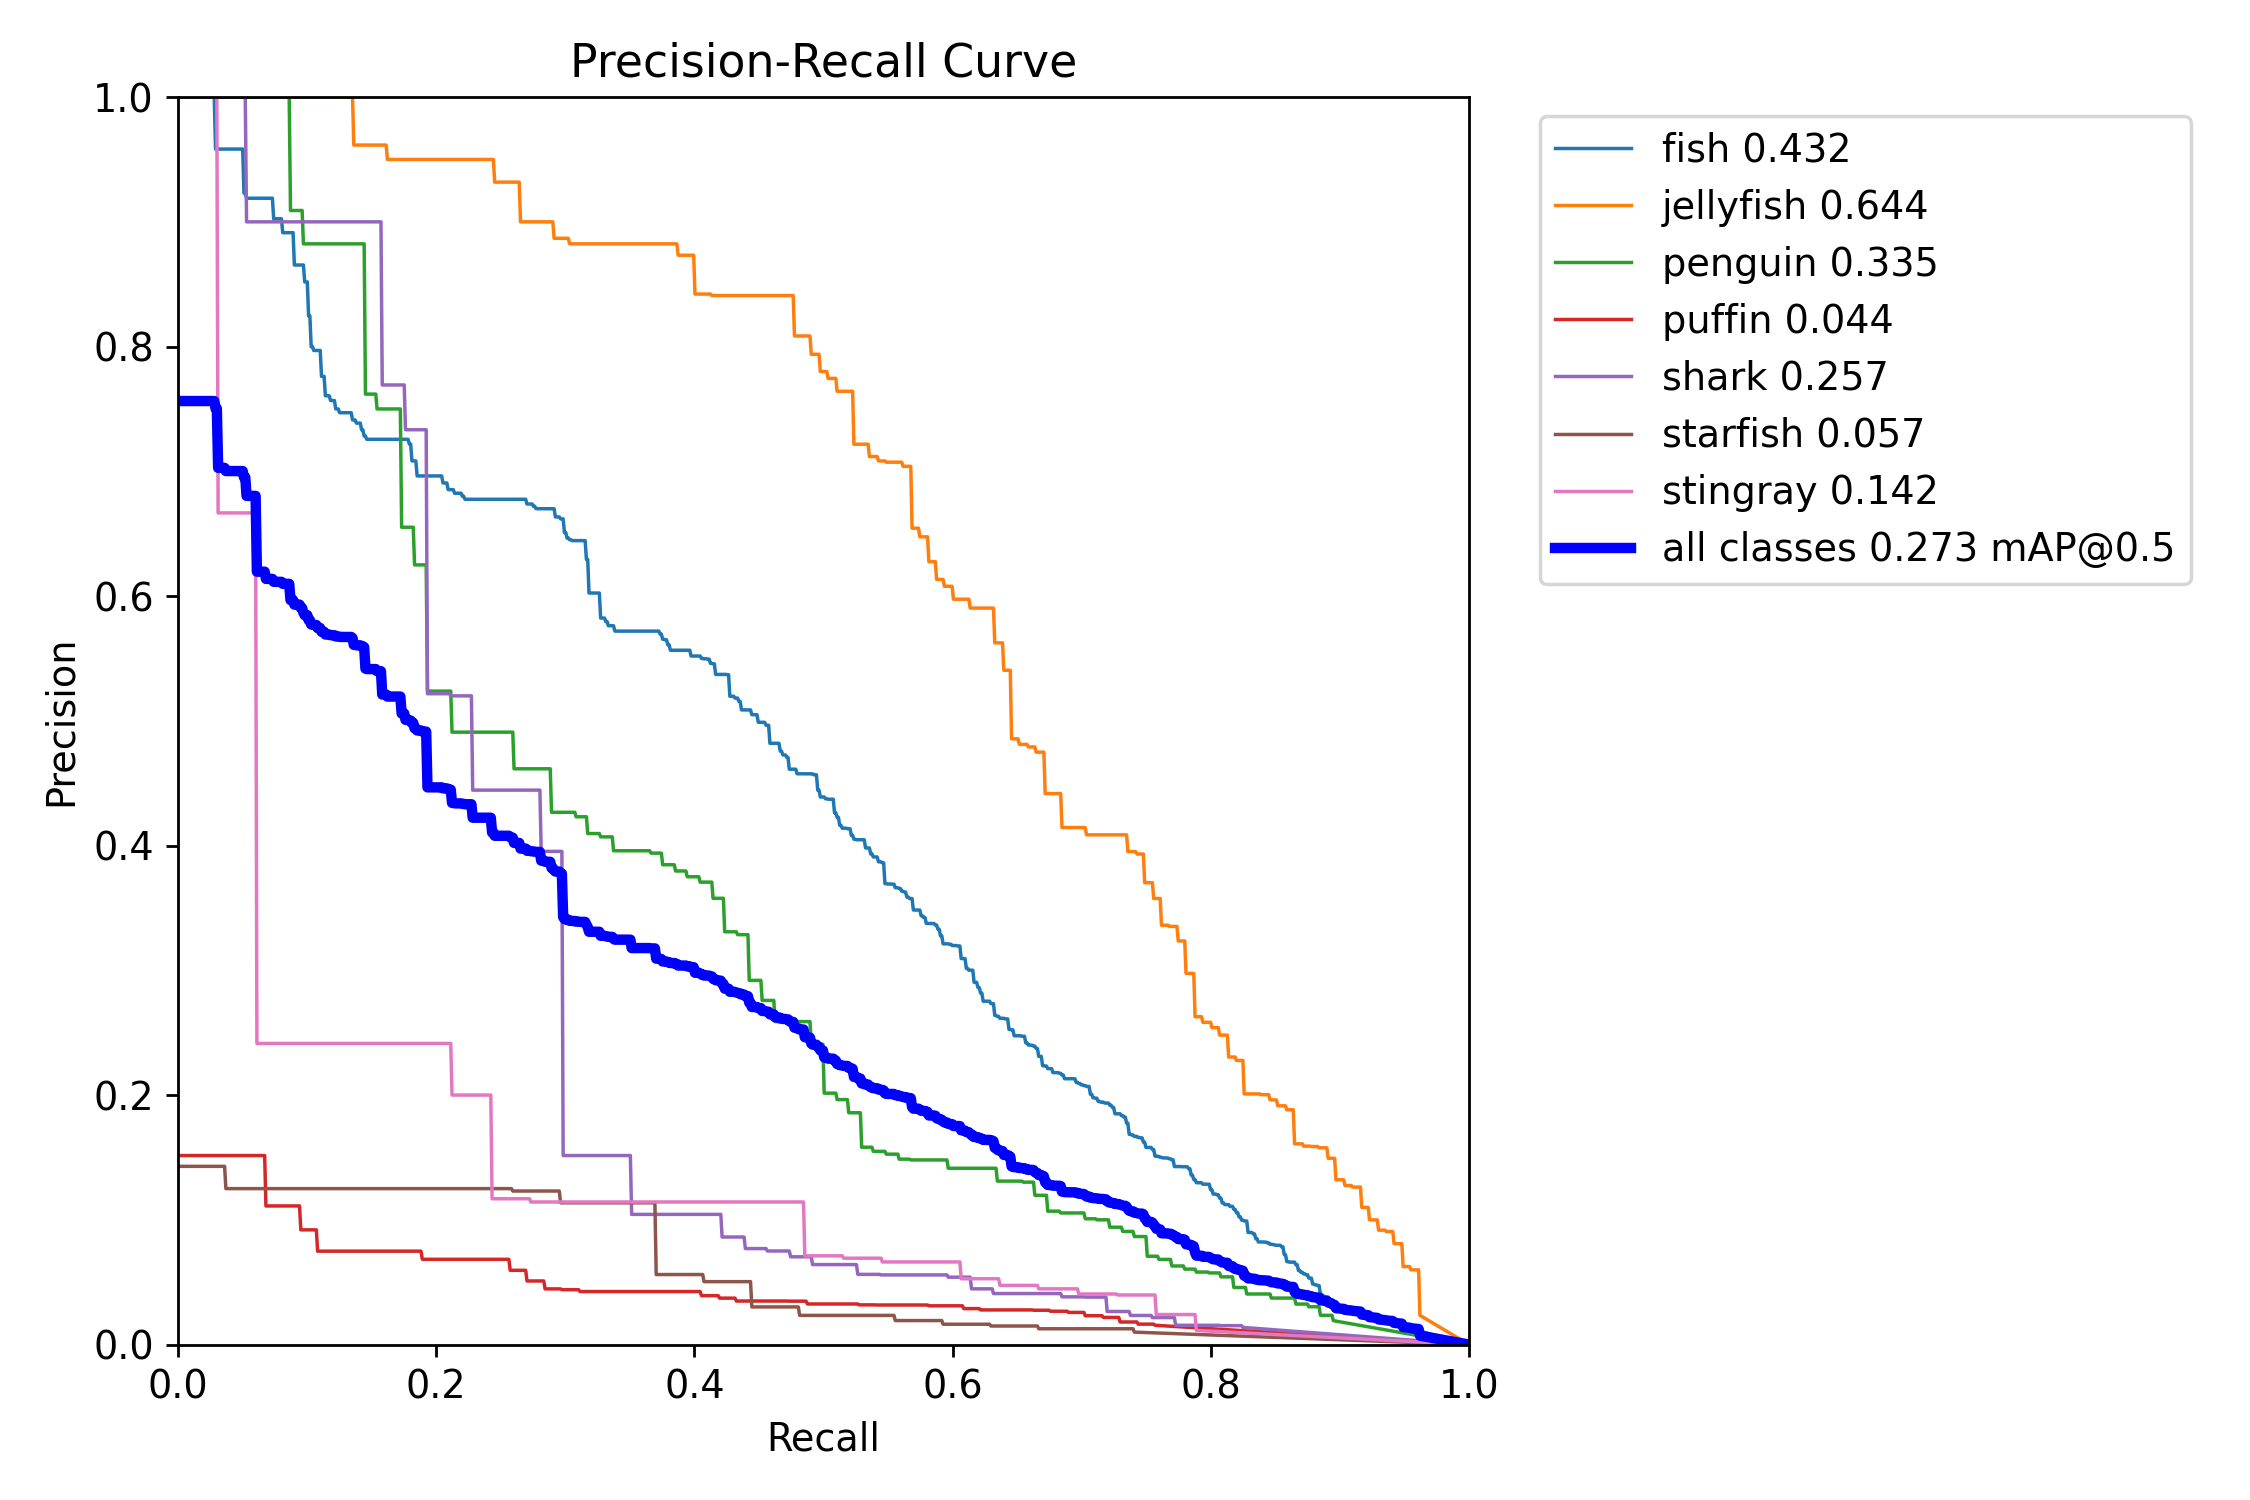 Precision-Recall Curve
1.0
0.8
0.6
0.4
0.2
0.0
Precision
0.0 0.2 0.4 0.6 0.8 1.0
Recall
fish 0.432
jellyfish 0.644
penguin 0.335
puffin 0.044
shark 0.257
starfish 0.057
stingray 0.142
all classes 0.273 mAP@0.5